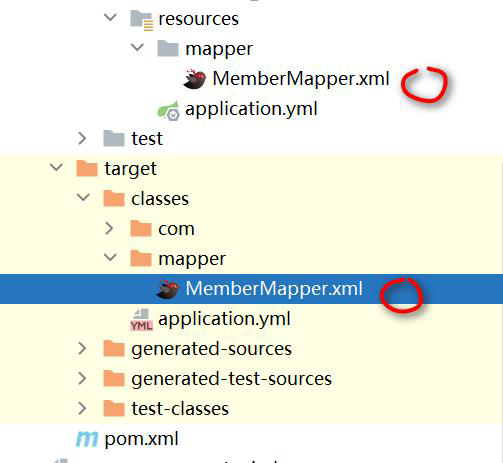 resources
mapper
MemberMapper.xml
application.yml
test
target
classes
com
mapper
MemberMapper.xml
YML application.yml
generated-sources
generated-test-sources
test-classes
m pom.xml